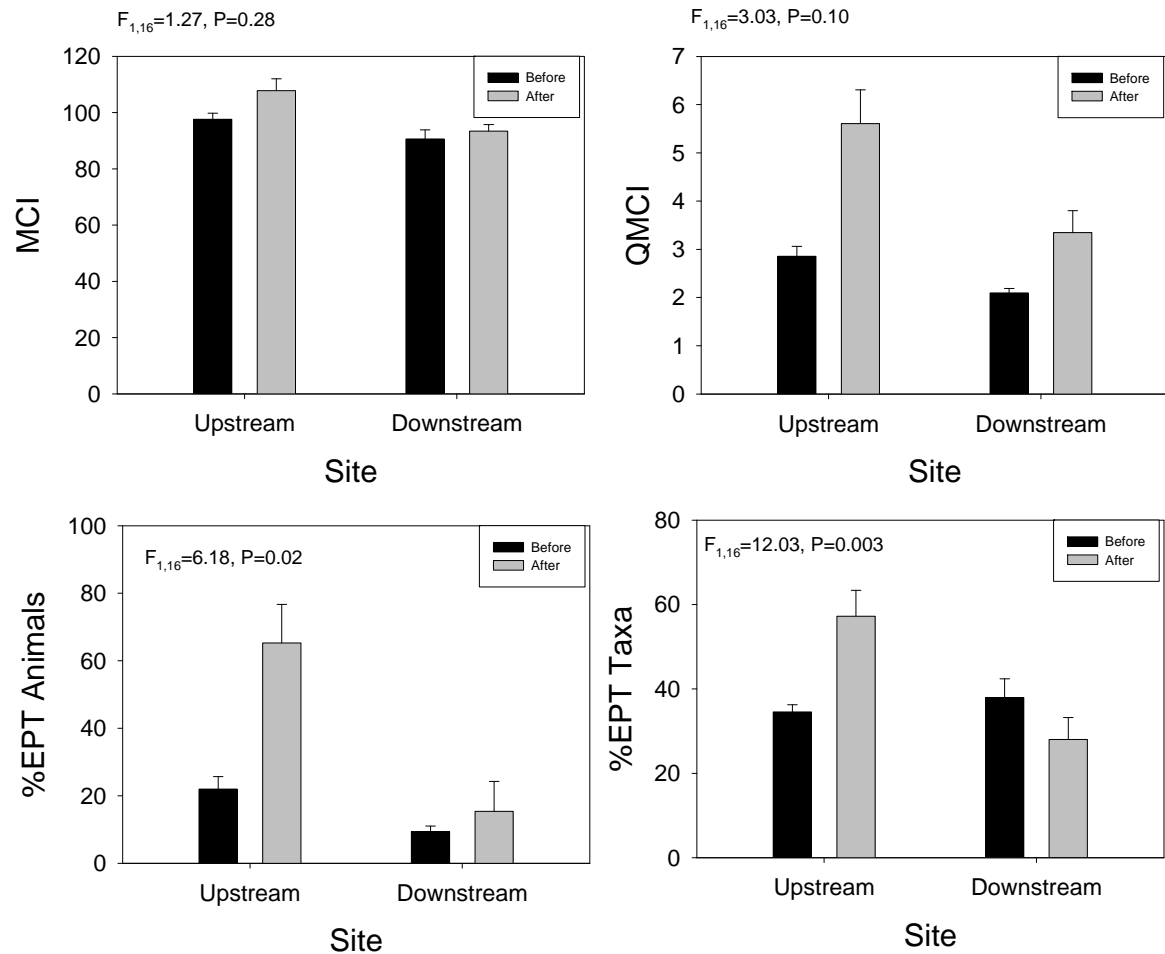 F1,16=1.27, P=0.28
120
100
80
60
40
20
0
MCI
Before
After
Upstream Downstream
Site
F1,16=3.03, P=0.10
7
6
5
4
3
2
1
0
QMCI
Before
After
Upstream Downstream
Site
F1,16=6.18, P=0.02
100
80
60
40
20
0
%EPT Animals
Before
After
Upstream Downstream
Site
F1,16=12.03, P=0.003
80
60
40
20
0
%EPT Taxa
Before
After
Upstream Downstream
Site